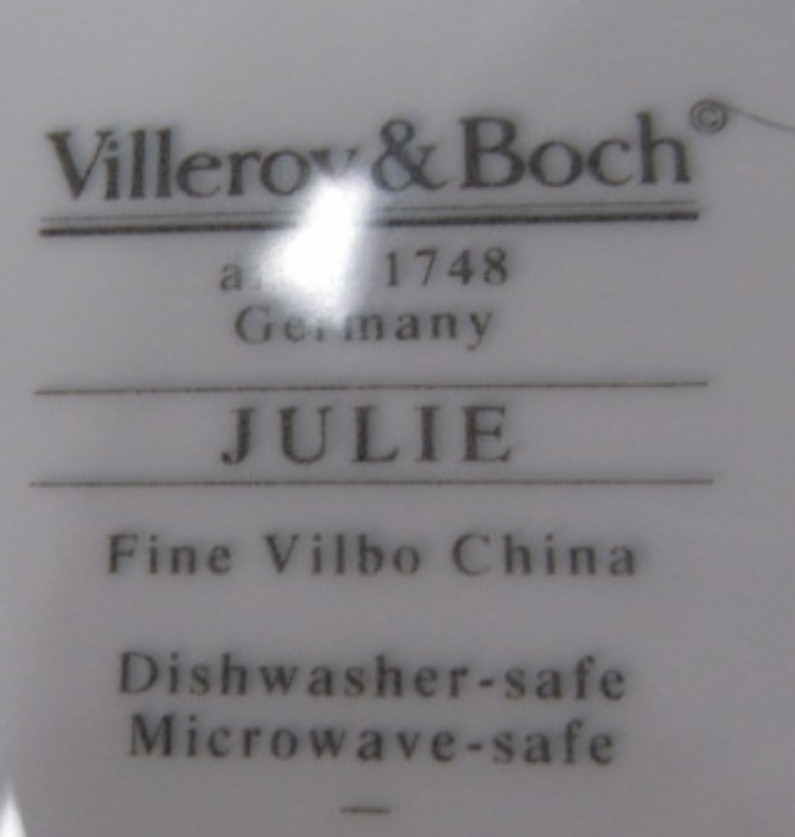 Villeroy & Boch©
1748
Germany
JULIE
Fine Vilbo China
Dishwasher-safe
Microwave-safe